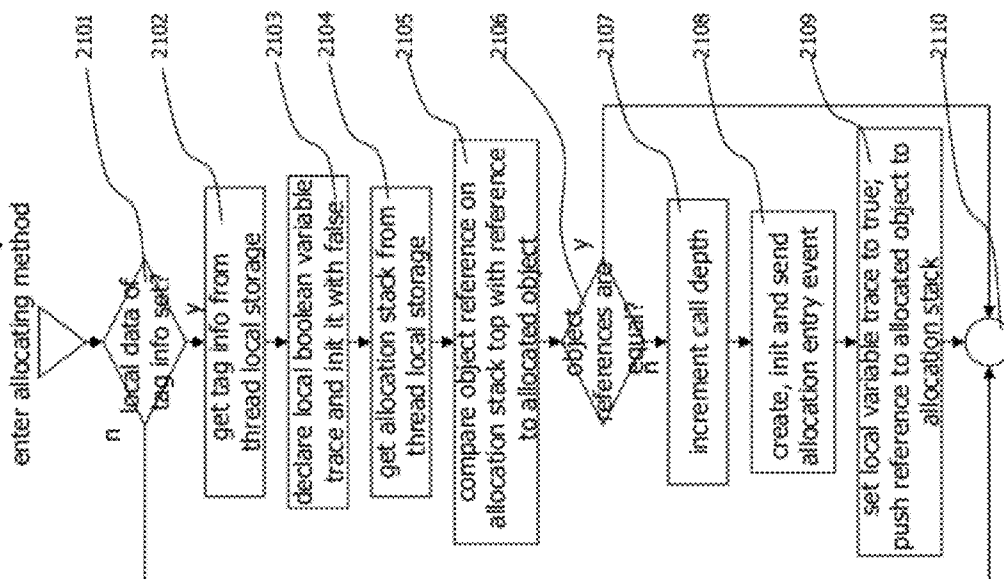 enter allocating method
2101
local data of
tag info set?
n
y
2102
get tag info from
thread local storage
2103
declare local boolean variable
trace and init it with false
2104
get allocation stack from
thread local storage
2105
compare object reference on
allocation stack top with reference
to allocated object
2106
object
references are
equal?
y
n
2107
increment call depth
2108
create, init and send
allocation entry event
2109
set local variable trace to true;
push reference to allocated object to
allocation stack
2110